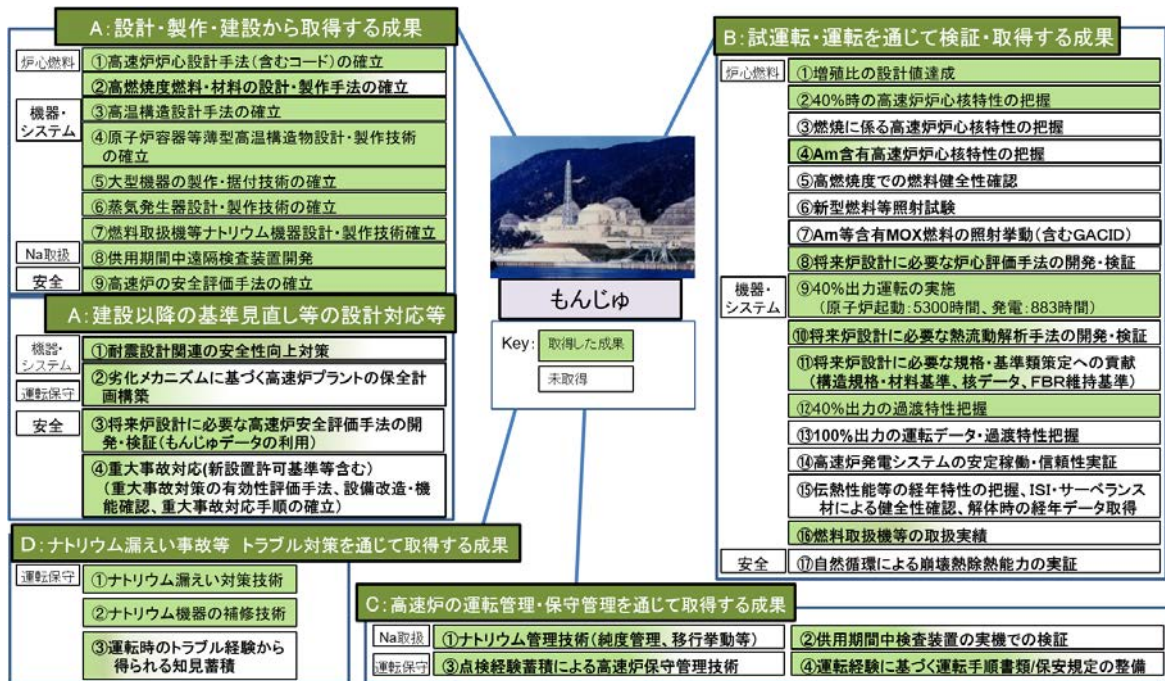 A:設計・製作・建設から取得する成果
炉心燃料
①高速炉炉心設計手法(含むコード)の確立
②高燃焼度燃料・材料の設計・製作手法の確立
機器・
システム
③高温構造設計手法の確立
④原子炉容器等薄型高温構造物設計・製作技術
の確立
⑤大型機器の製作・据付技術の確立
⑥蒸気発生器設計・製作技術の確立
⑦燃料取扱機等ナトリウム機器設計・製作技術確立
Na取扱
⑧供用期間中遠隔検査装置開発
安全
⑨高速炉の安全評価手法の確立
A:建設以降の基準見直し等の設計対応等
機器・
システム
①耐震設計関連の安全性向上対策
運転保守
②劣化メカニズムに基づく高速炉プラントの保全計
画構築
安全
③将来炉設計に必要な高速炉安全評価手法の開
発・検証(もんじゅデータの利用)
④重大事故対応(新設置許可基準等含む)
(重大事故対策の有効性評価手法、設備改造・機
能確認、重大事故対応手順の確立)
もんじゅ
Key:
取得した成果
未取得
B:試運転・運転を通じて検証・取得する成果
炉心燃料
①増殖比の設計値達成
②40%時の高速炉炉心核特性の把握
③燃焼に係る高速炉炉心核特性の把握
④Am含有高速炉炉心核特性の把握
⑤高燃焼度での燃料健全性確認
⑥新型燃料等照射試験
⑦Am等含有MOX燃料の照射挙動(含むGACID)
⑧将来炉設計に必要な炉心評価手法の開発・検証
機器・
システム
⑨40%出力運転の実施
(原子炉起動:5300時間、発電:883時間)
⑩将来炉設計に必要な熱流動解析手法の開発・検証
⑪将来炉設計に必要な規格・基準類策定への貢献
(構造規格・材料基準、核データ、FBR維持基準)
⑫40%出力の過渡特性把握
⑬100%出力の運転データ・過渡特性把握
⑭高速炉発電システムの安定稼働・信頼性実証
⑮伝熱性能等の経年特性の把握、ISI・サーベランス
材による健全性確認、解体時の経年データ取得
⑯燃料取扱機等の取扱実績
安全
⑰自然循環による崩壊熱除熱能力の実証
D:ナトリウム漏えい事故等 トラブル対策を通じて取得する成果
運転保守
①ナトリウム漏えい対策技術
②ナトリウム機器の補修技術
③運転時のトラブル経験から
得られる知見蓄積
C:高速炉の運転管理・保守管理を通じて取得する成果
Na取扱
①ナトリウム管理技術(純度管理、移行挙動等)
②供用期間中検査装置の実機での検証
運転保守
③点検経験蓄積による高速炉保守管理技術
④運転経験に基づく運転手順書類/保安規定の整備